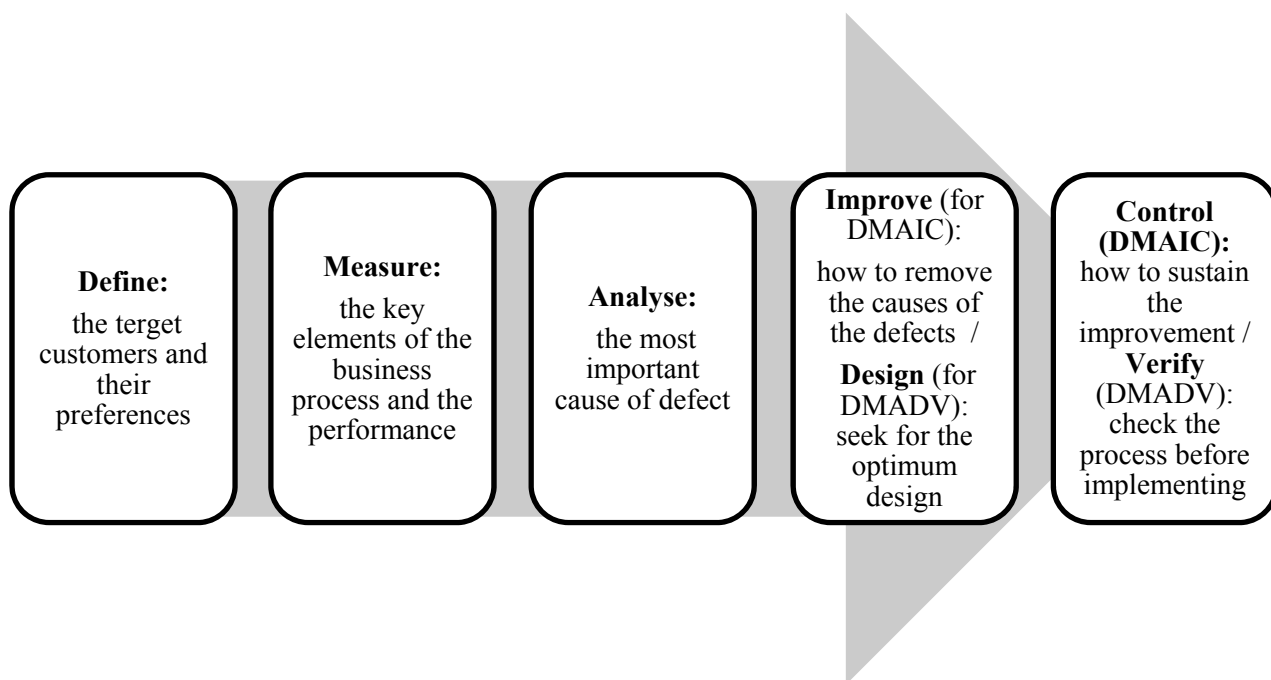 Define:
the terget
customers and
their
preferences
Measure:
the key
elements of the
business
process and the
performance
Analyse:
the most
important
cause of defect
Improve (for
DMAIC):
how to remove
the causes of
the defects /
Design (for
DMADV):
seek for the
optimum
design
Control
(DMAIC):
how to sustain
the
improvement /
Verify
(DMADV):
check the
process before
implementing